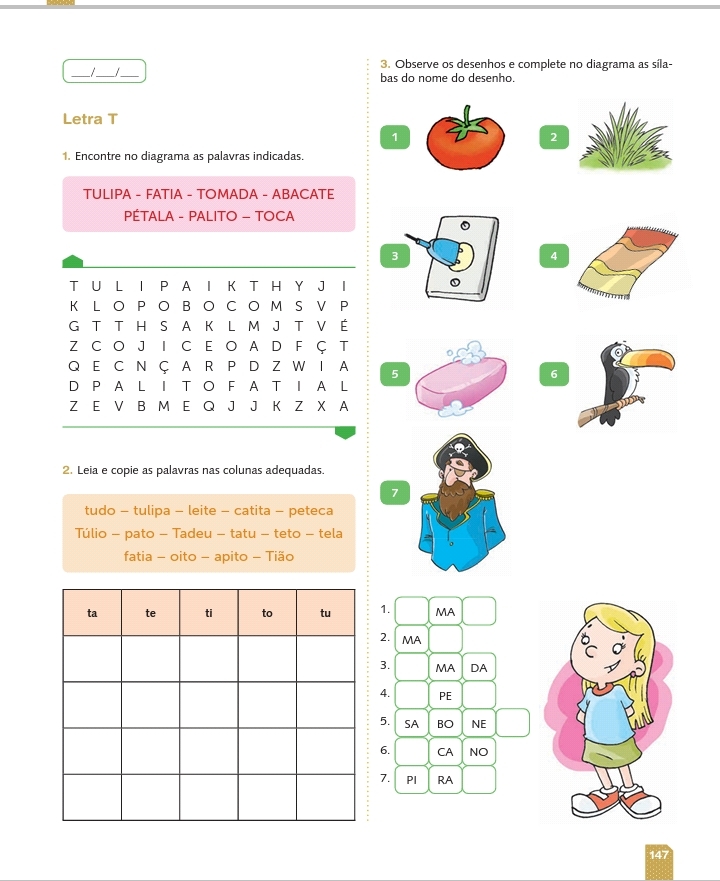 ___/___/___
Letra T
1. Encontre no diagrama as palavras indicadas.
TULIPA - FATIA - TOMADA - ABACATE
PÉTALA - PALITO – TOCA
T U L I P A I K T H Y J I
K L O P O B O C O M S V P
G T T H S A K L M J T V É
Z C O J I C E O A D F Ç T
Q E C N Ç A R P D Z W I A
D P A L I T O F A T I A L
Z E V B M E Q J J K Z X A
2. Leia e copie as palavras nas colunas adequadas.
tudo – tulipa – leite – catita – peteca
Túlio – pato – Tadeu – tatu – teto – tela
fatia – oito – apito – Tião
ta te ti to tu
3. Observe os desenhos e complete no diagrama as síla-
bas do nome do desenho.
1
2
3
4
5
6
7
1. MA
2. MA
3. MA DA
4. PE
5. SA BO NE
6. CA NO
7. PI RA
147